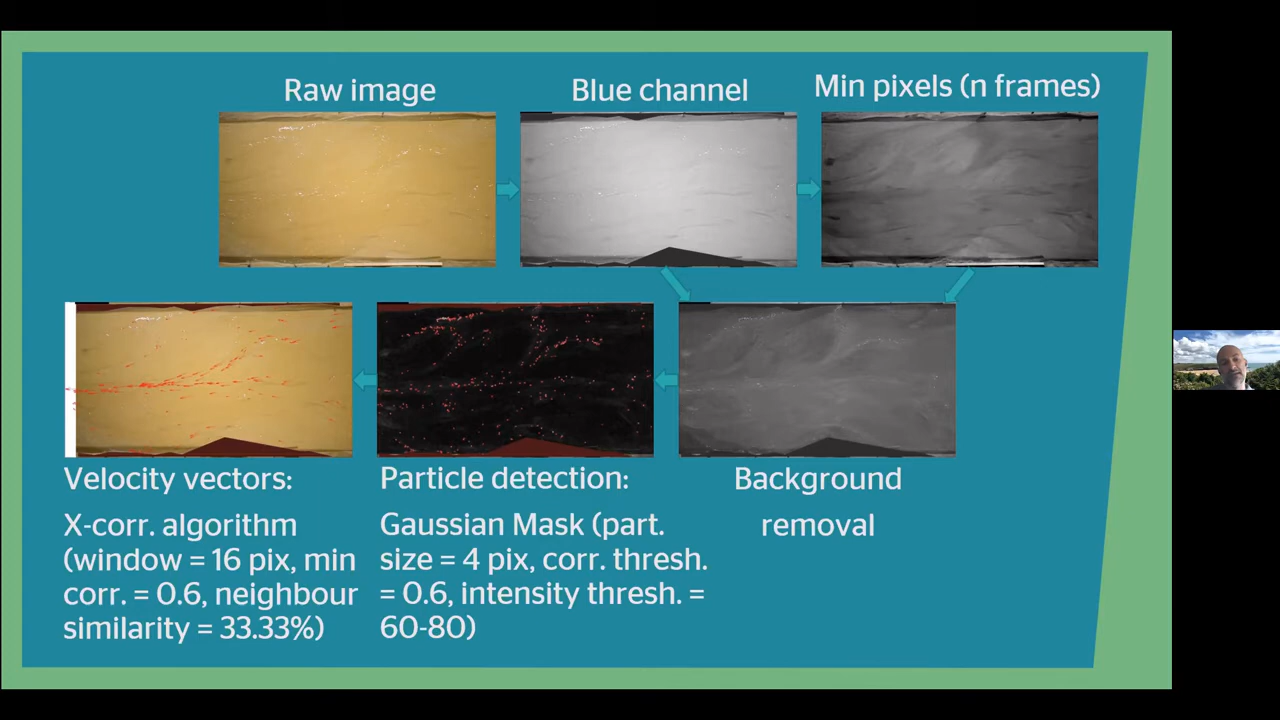 Raw image
Blue channel
Min pixels (n frames)
Velocity vectors:
X-corr. algorithm
(window = 16 pix, min
corr. = 0.6, neighbour
similarity = 33.33%)
Particle detection:
Gaussian Mask (part.
size = 4 pix, corr. thresh.
= 0.6, intensity thresh. =
60-80)
Background
removal